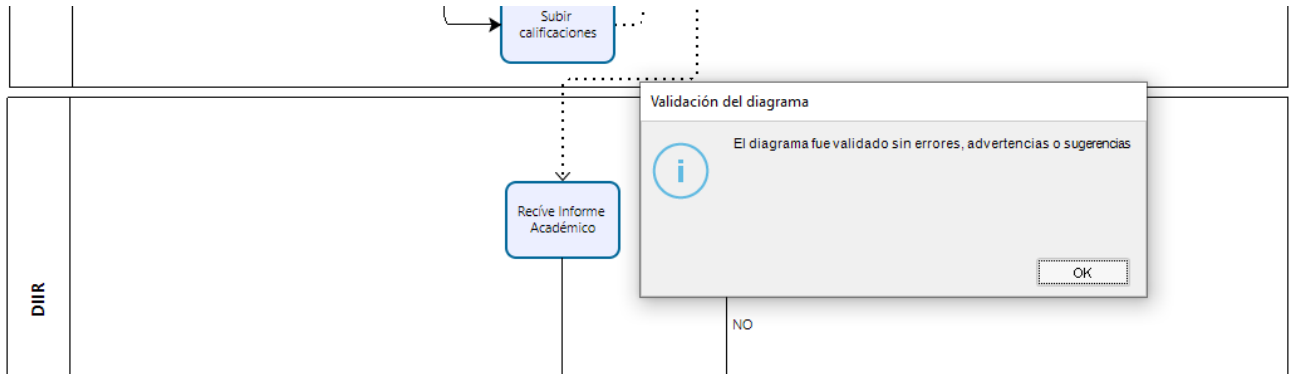 Subir
calificaciones
Validación del diagrama
El diagrama fue validado sin errores, advertencias o sugerencias
OK
Recíve Informe
Académico
DIIR
NO